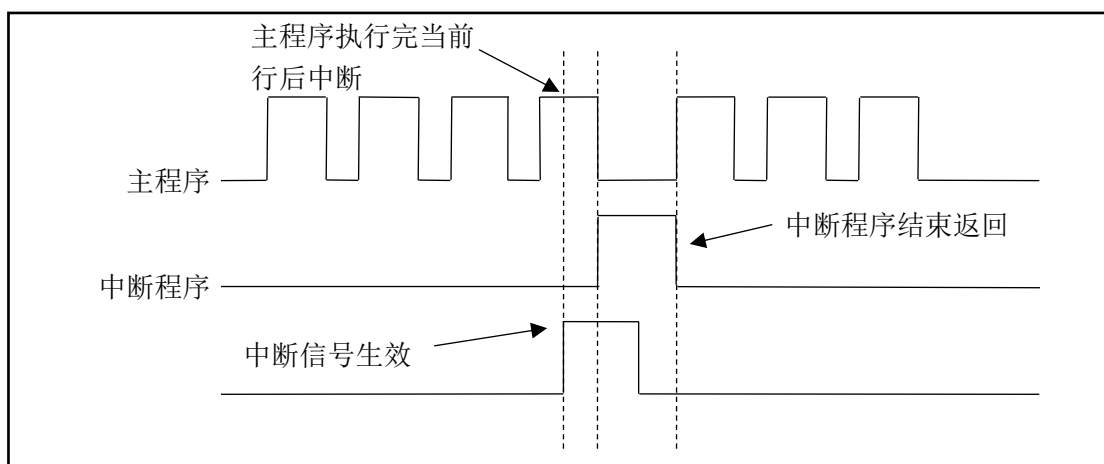 主程序执行完当前
行后中断
主程序
中断程序结束返回
中断程序
中断信号生效